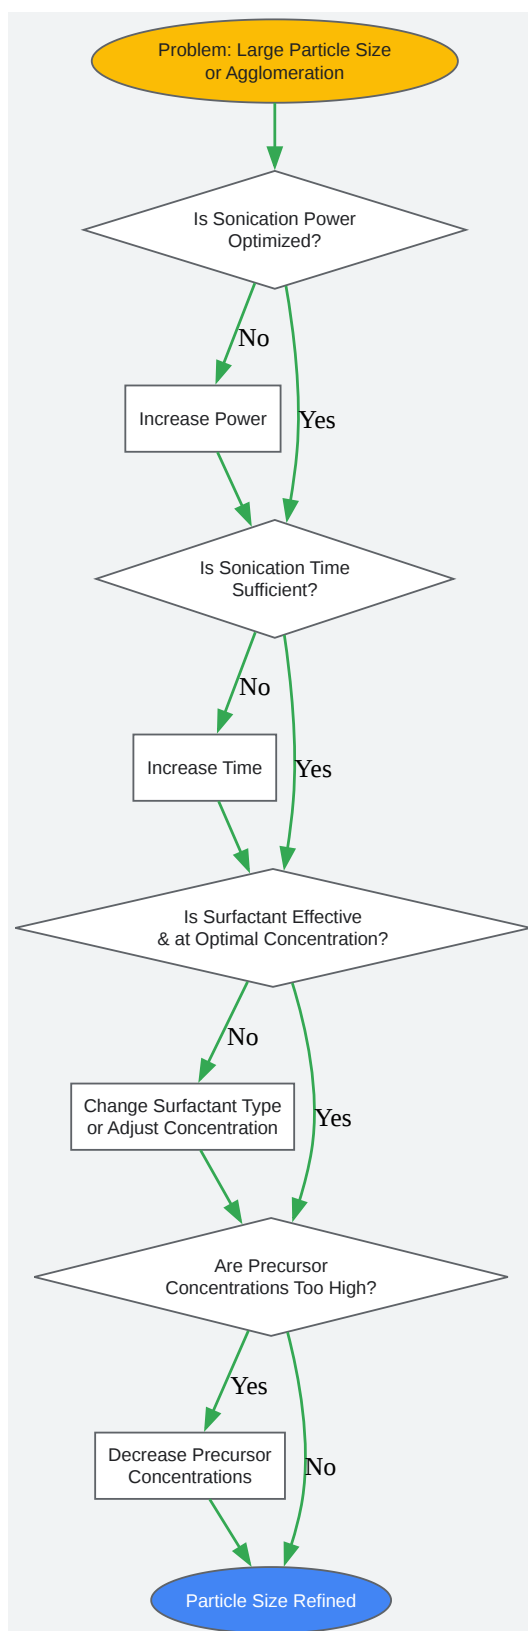 Problem: Large Particle Size
or Agglomeration
Is Sonication Power
Optimized?
No
Yes
Increase Power
Is Sonication Time
Sufficient?
No
Yes
Increase Time
Is Surfactant Effective
& at Optimal Concentration?
No
Yes
Change Surfactant Type
or Adjust Concentration
Are Precursor
Concentrations Too High?
Yes
No
Decrease Precursor
Concentrations
Particle Size Refined